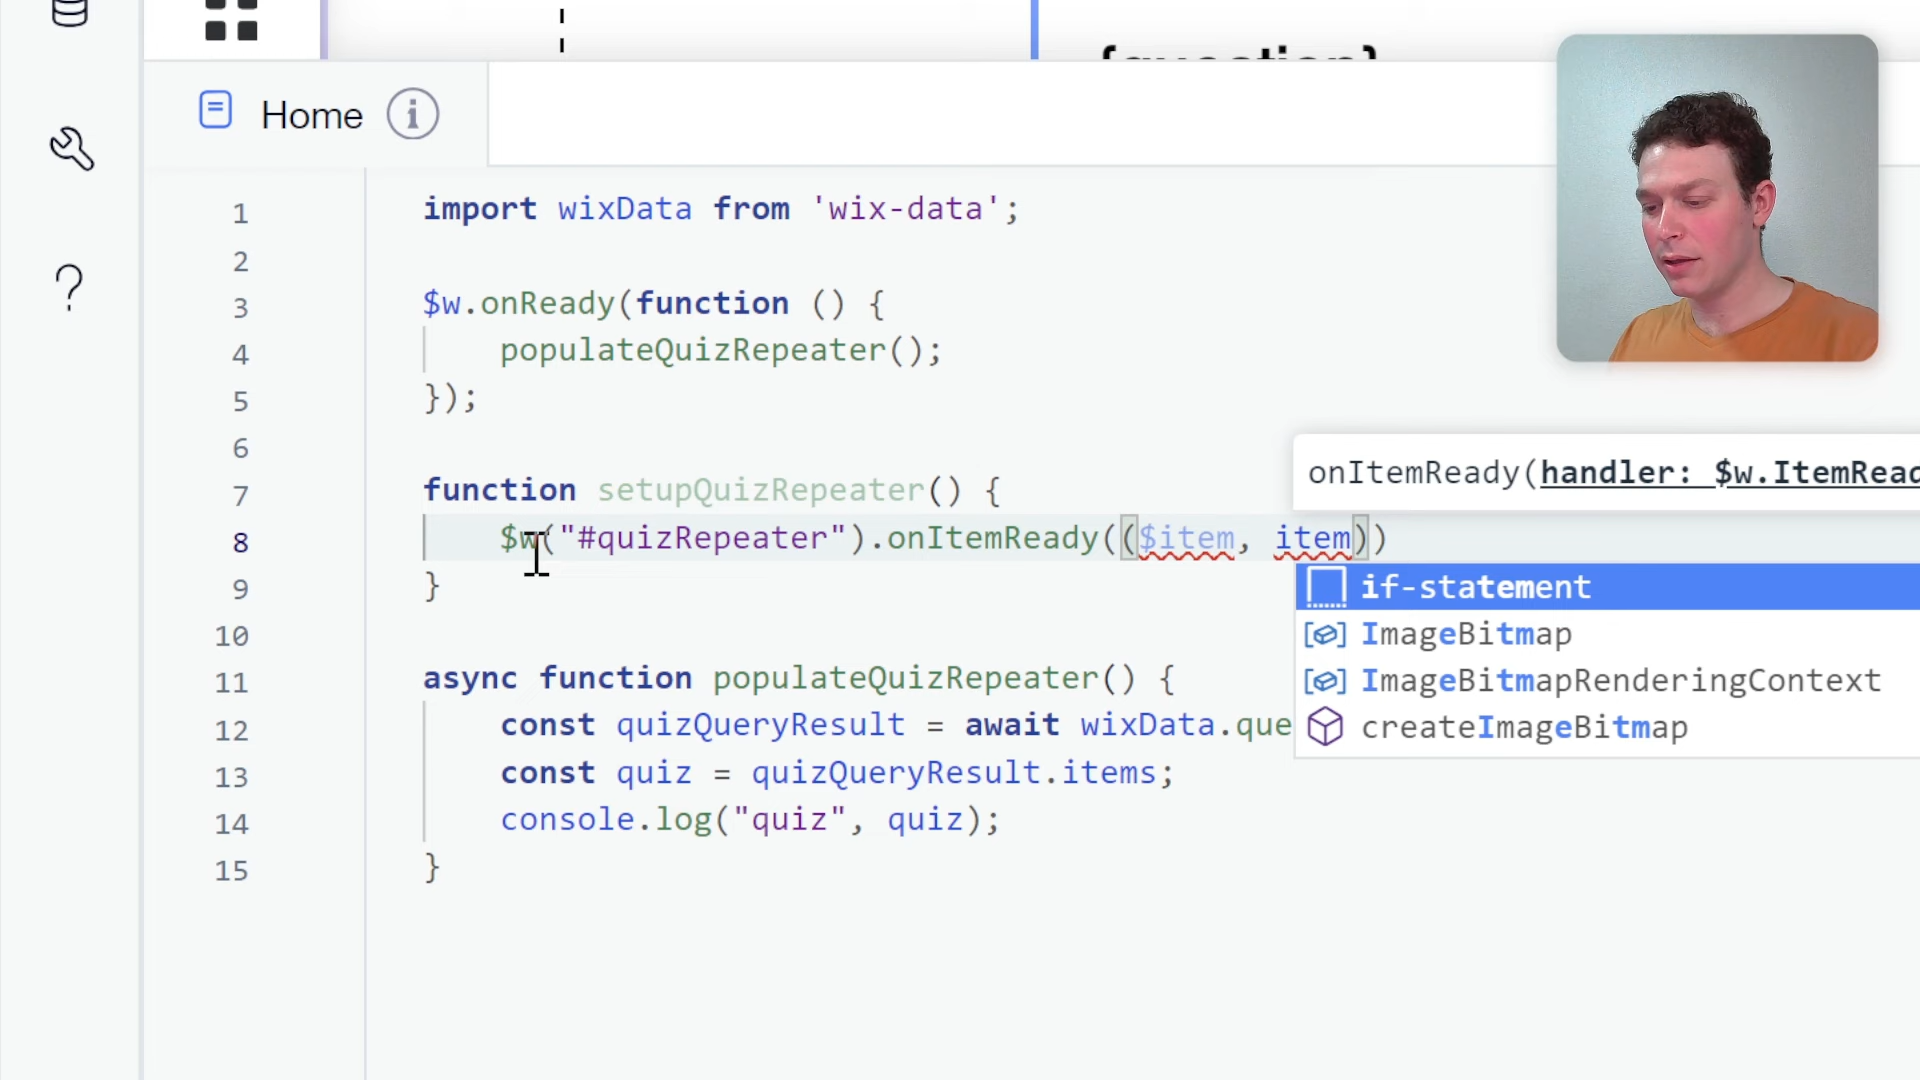 {question}
Home
1 import wixData from 'wix-data';
2
3 $w.onReady(function () {
4 populateQuizRepeater();
5 });
6
onItemReady(handler: $w.ItemRead
7 function setupQuizRepeater() {
8 $w("#quizRepeater").onItemReady(($item, item))
9 }
if-statement
10
ImageBitmap
11 async function populateQuizRepeater() {
ImageBitmapRenderingContext
12 const quizQueryResult = await wixData.que
createImageBitmap
13 const quiz = quizQueryResult.items;
14 console.log("quiz", quiz);
15 }